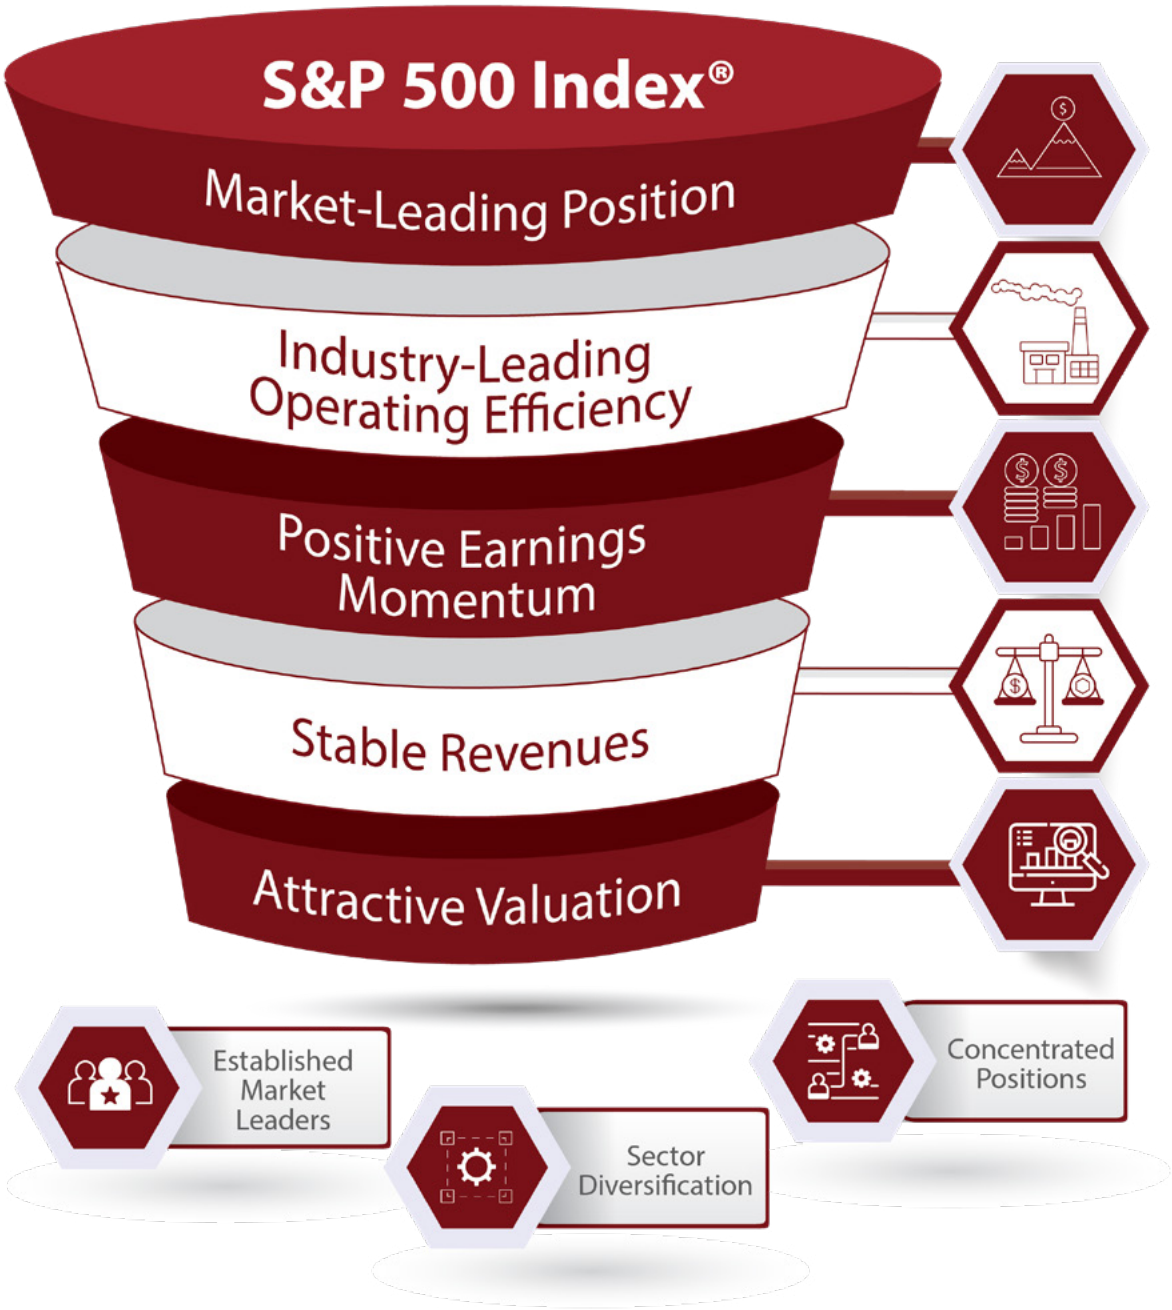 S&P 500 Index®
Market-Leading Position
Industry-Leading
Operating Efficiency
Positive Earnings
Momentum
Stable Revenues
Attractive Valuation
Established
Market
Leaders
Sector
Diversification
Concentrated
Positions